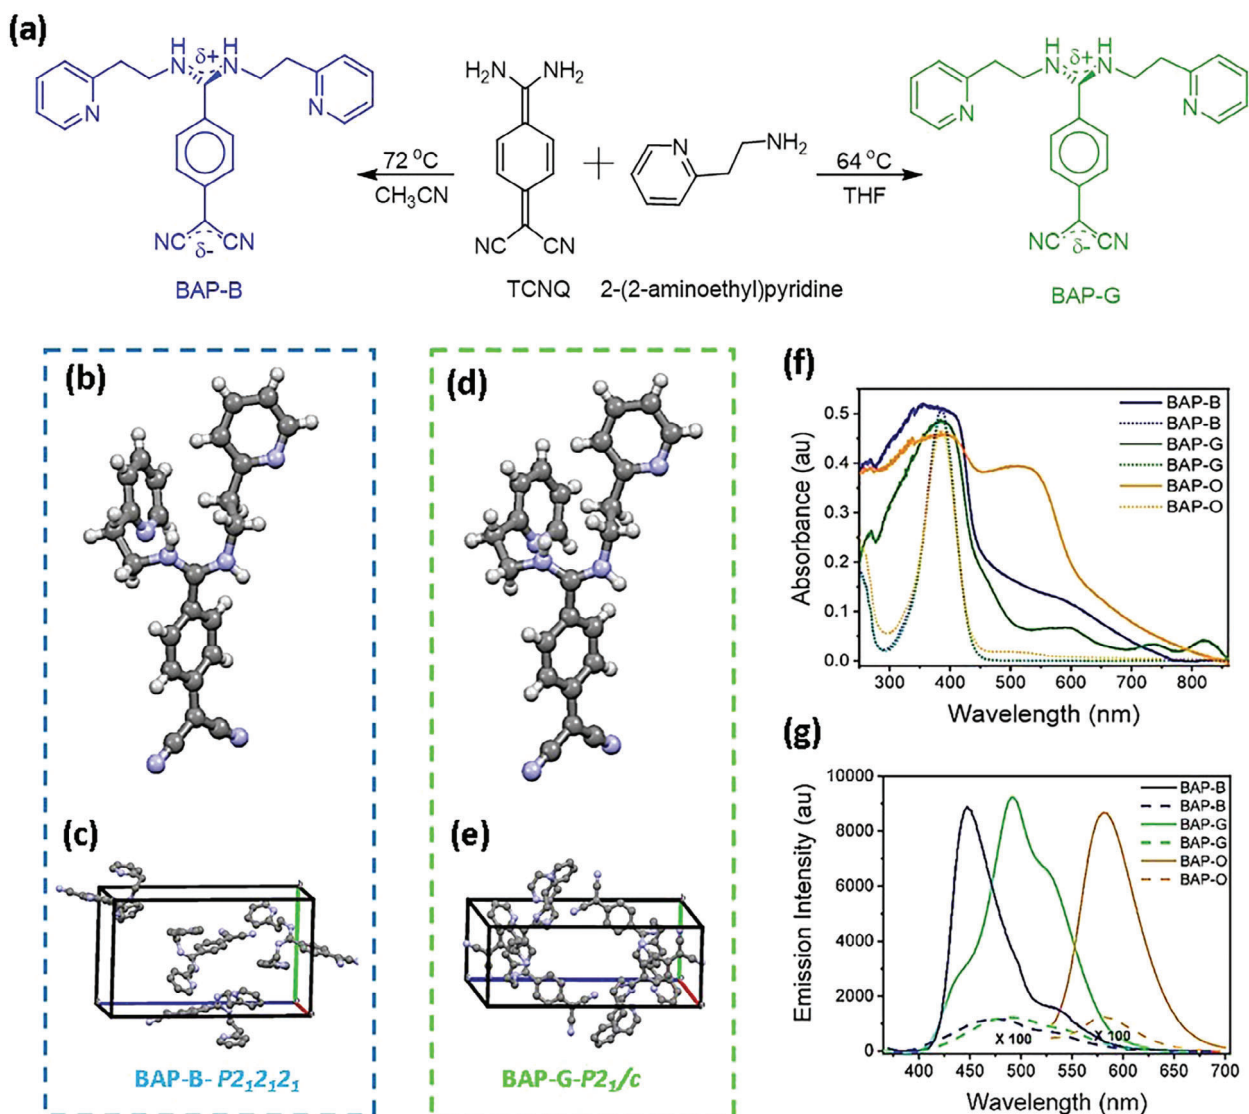 (a)
H
H
N
δ+
N
N
N
H₂N
NH₂
N
NH₂
H
H
N
δ+
N
N
N
72 °C
CH₃CN
64 °C
THF
NC
δ-
CN
NC
CN
NC
δ-
CN
BAP-B
TCNQ
2-(2-aminoethyl)pyridine
BAP-G
(b)
(d)
(f)
BAP-B
BAP-B
BAP-G
BAP-G
BAP-O
BAP-O
0.5
0.4
0.3
0.2
0.1
0.0
Absorbance (au)
300
400
500
600
700
800
Wavelength (nm)
(c)
(e)
BAP-B- P2₁2₁2₁
BAP-G-P2₁/c
(g)
BAP-B
BAP-B
BAP-G
BAP-G
BAP-O
BAP-O
10000
8000
6000
4000
2000
0
Emission Intensity (au)
X 100
X 100
400
450
500
550
600
650
700
Wavelength (nm)